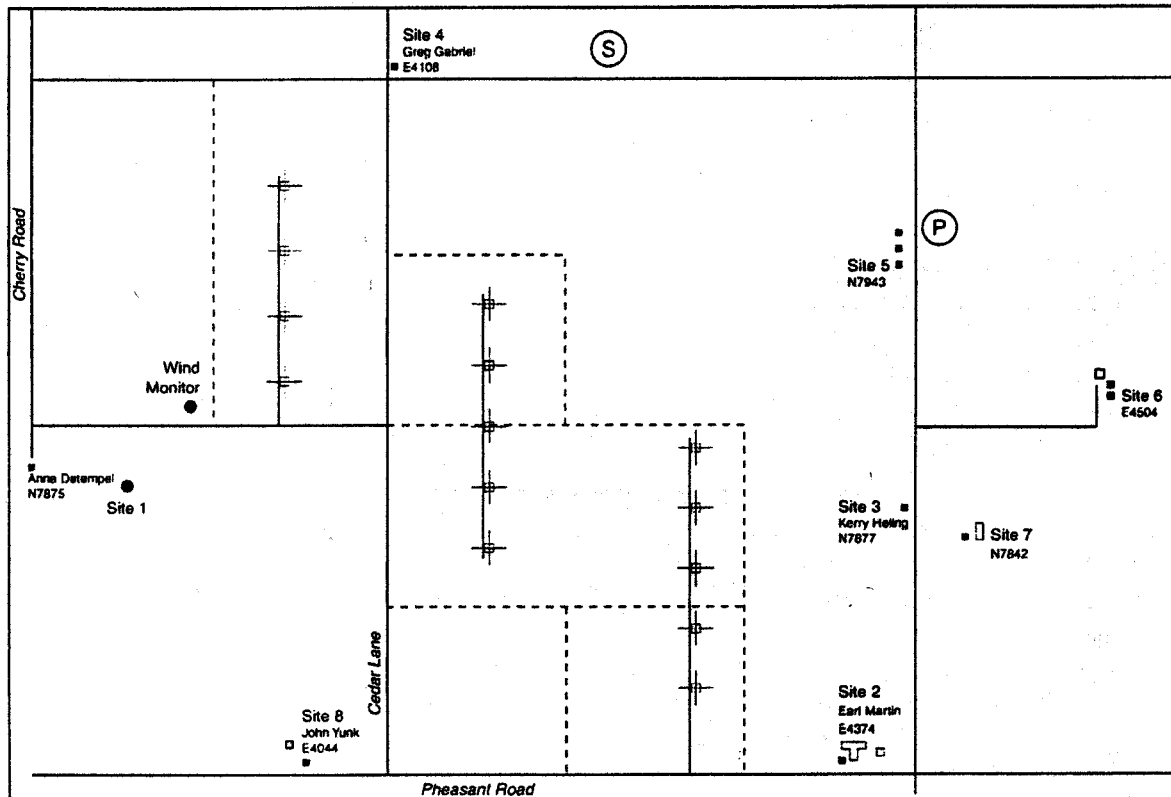 Site 4
Greg Gabriel
E4108
S
Cherry Road
P
Site 5
N7943
Wind
Monitor
Site 6
E4504
Anna Detempel
N7875
Site 1
Site 3
Kerry Heling
N7877
Site 7
N7842
Cedar Lane
Site 2
Earl Martin
E4374
Site 8
John Yunk
E4044
Pheasant Road